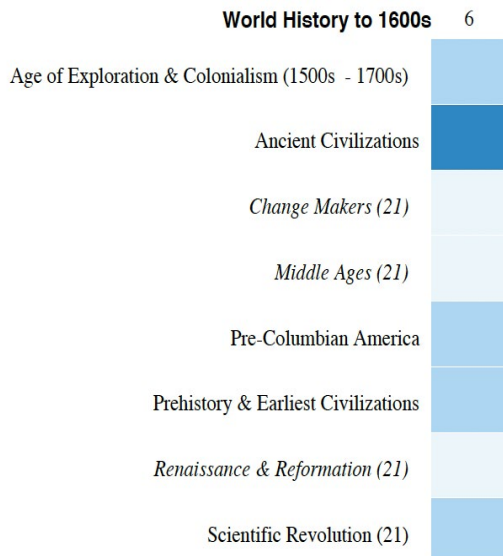 World History to 1600s 6
Age of Exploration & Colonialism (1500s - 1700s)
Ancient Civilizations
Change Makers (21)
Middle Ages (21)
Pre-Columbian America
Prehistory & Earliest Civilizations
Renaissance & Reformation (21)
Scientific Revolution (21)